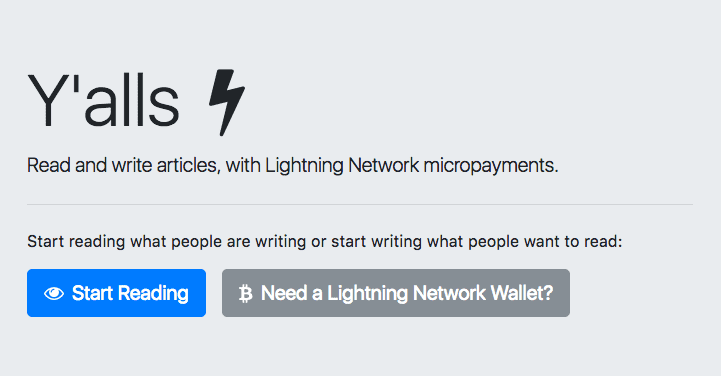 Y'alls
Read and write articles, with Lightning Network micropayments.
Start reading what people are writing or start writing what people want to read:
Start Reading
Need a Lightning Network Wallet?